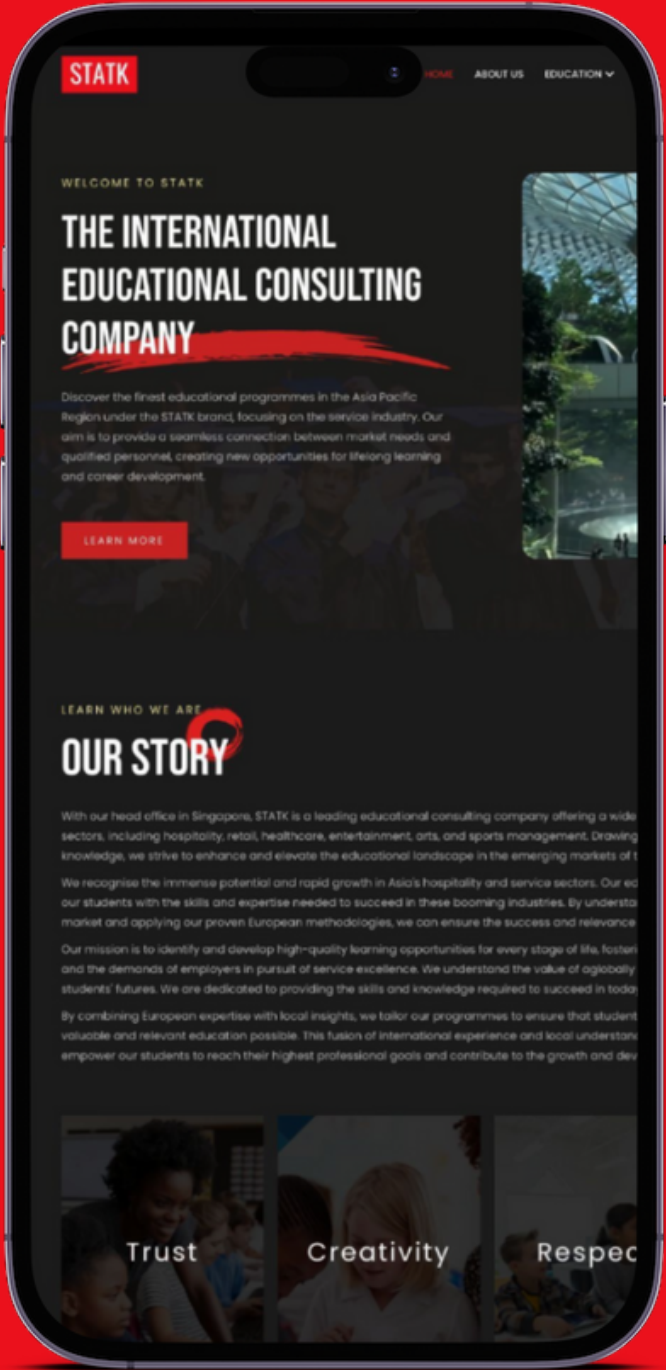 STATK
HOME ABOUT US EDUCATION
WELCOME TO STATK
THE INTERNATIONAL
EDUCATIONAL CONSULTING
COMPANY
Discover the finest educational programmes in the Asia Pacific
Region under the STATK brand, focusing on the service industry. Our
aim is to provide a seamless connection between market needs and
qualified personnel, creating new opportunities for lifelong learning
and career development.
LEARN MORE
LEARN WHO WE ARE
OUR STORY
With our head office in Singapore, STATK is a leading educational consulting company offering a wide
sectors, including hospitality, retail, healthcare, entertainment, arts, and sports management. Drawing
knowledge, we strive to enhance and elevate the educational landscape in the emerging markets of
We recognise the immense potential and rapid growth in Asia's hospitality and service sectors. Our
our students with the skills and expertise needed to succeed in these booming industries. By
market and applying our proven European methodologies, we can ensure the success and relevance
Our mission is to identify and develop high-quality learning opportunities for every stage of life,
and the demands of employers in pursuit of service excellence. We understand the value of aglobally
students' futures. We are dedicated to providing the skills and knowledge required to succeed in
By combining European expertise with local insights, we tailor our programmes to ensure that student
valuable and relevant education possible. This fusion of international experience and local
empower our students to reach their highest professional goals and contribute to the growth and
Trust
Creativity
Respec